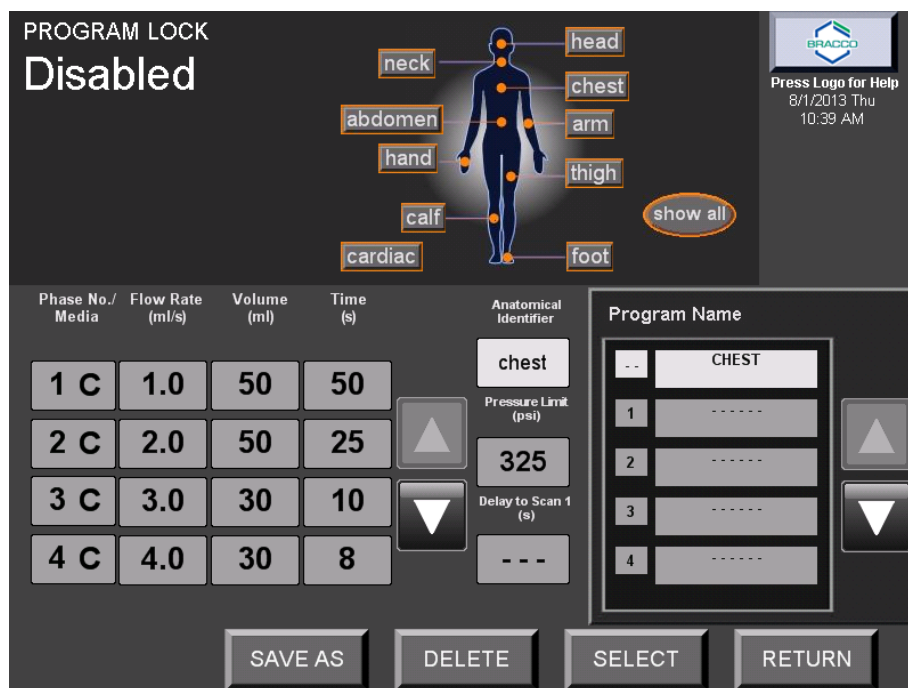 PROGRAM LOCK
Disabled
head
neck
chest
abdomen
arm
hand
thigh
show all
calf
cardiac
foot
BRACCO
Press Logo for Help
8/1/2013 Thu
10:39 AM
Phase No./ Flow Rate Volume Time
Media (ml/s) (ml) (s)
1 C 1.0 50 50
2 C 2.0 50 25
3 C 3.0 30 10
4 C 4.0 30 8
Anatomical
Identifier
chest
Pressure Limit
(psi)
325
Delay to Scan 1
(s)
- - -
Program Name
- - CHEST
1 - - - - - -
2 - - - - - -
3 - - - - - -
4 - - - - - -
SAVE AS DELETE SELECT RETURN